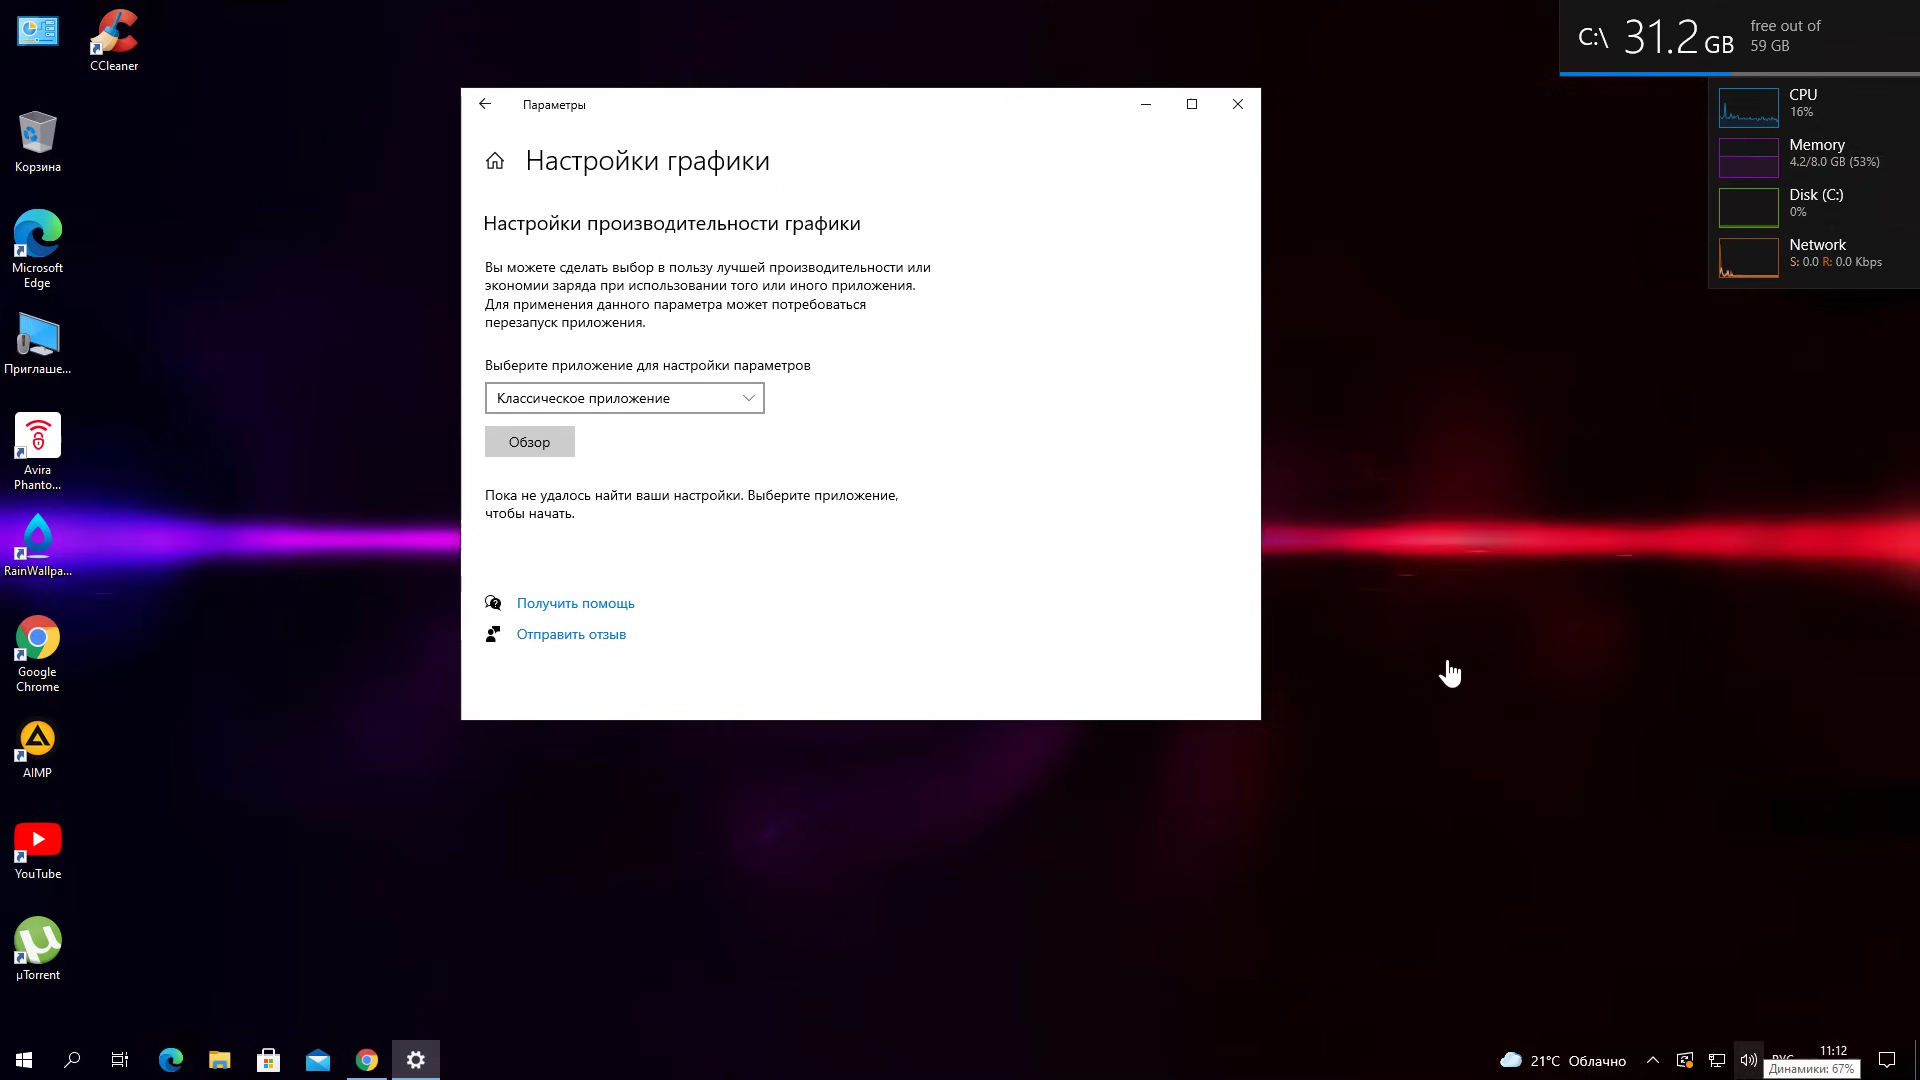 CCleaner
Корзина
Microsoft
Edge
Приглаше...
Avira
Phanto...
RainWallpa...
Google
Chrome
AIMP
YouTube
µTorrent
Параметры
Настройки графики
Настройки производительности графики
Вы можете сделать выбор в пользу лучшей производительности или
экономии заряда при использовании того или иного приложения.
Для применения данного параметра может потребоваться
перезапуск приложения.
Выберите приложение для настройки параметров
Классическое приложение
Обзор
Пока не удалось найти ваши настройки. Выберите приложение,
чтобы начать.
Получить помощь
Отправить отзыв
C:\ 31.2 GB
free out of
59 GB
CPU
16%
Memory
4.2/8.0 GB (53%)
Disk (C:)
0%
Network
S: 0.0 R: 0.0 Kbps
21°C Облачно
РУС
11:12
Динамики: 67%